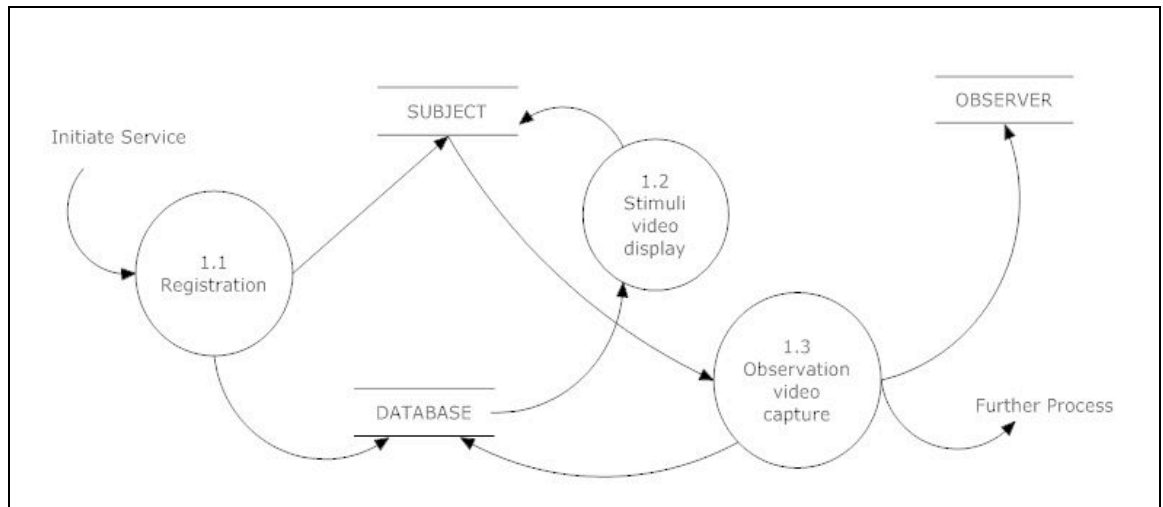 SUBJECT
OBSERVER
Initiate Service
1.2
Stimuli
video
display
1.1
Registration
1.3
Observation
video
capture
DATABASE
Further Process